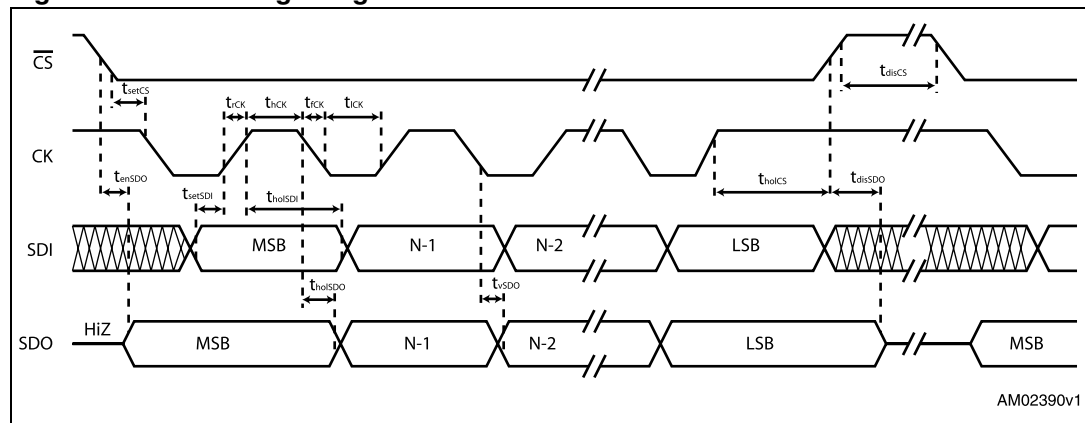 CS
tsetCS
tdisCS
trCK
thCK
tfCK
tlCK
CK
tenSDO
tsetSDI
tholSDI
tholCS
tdisSDO
SDI
MSB
N-1
N-2
LSB
tholSDO
tvSDO
SDO
HiZ
MSB
N-1
N-2
LSB
MSB
AM02390v1